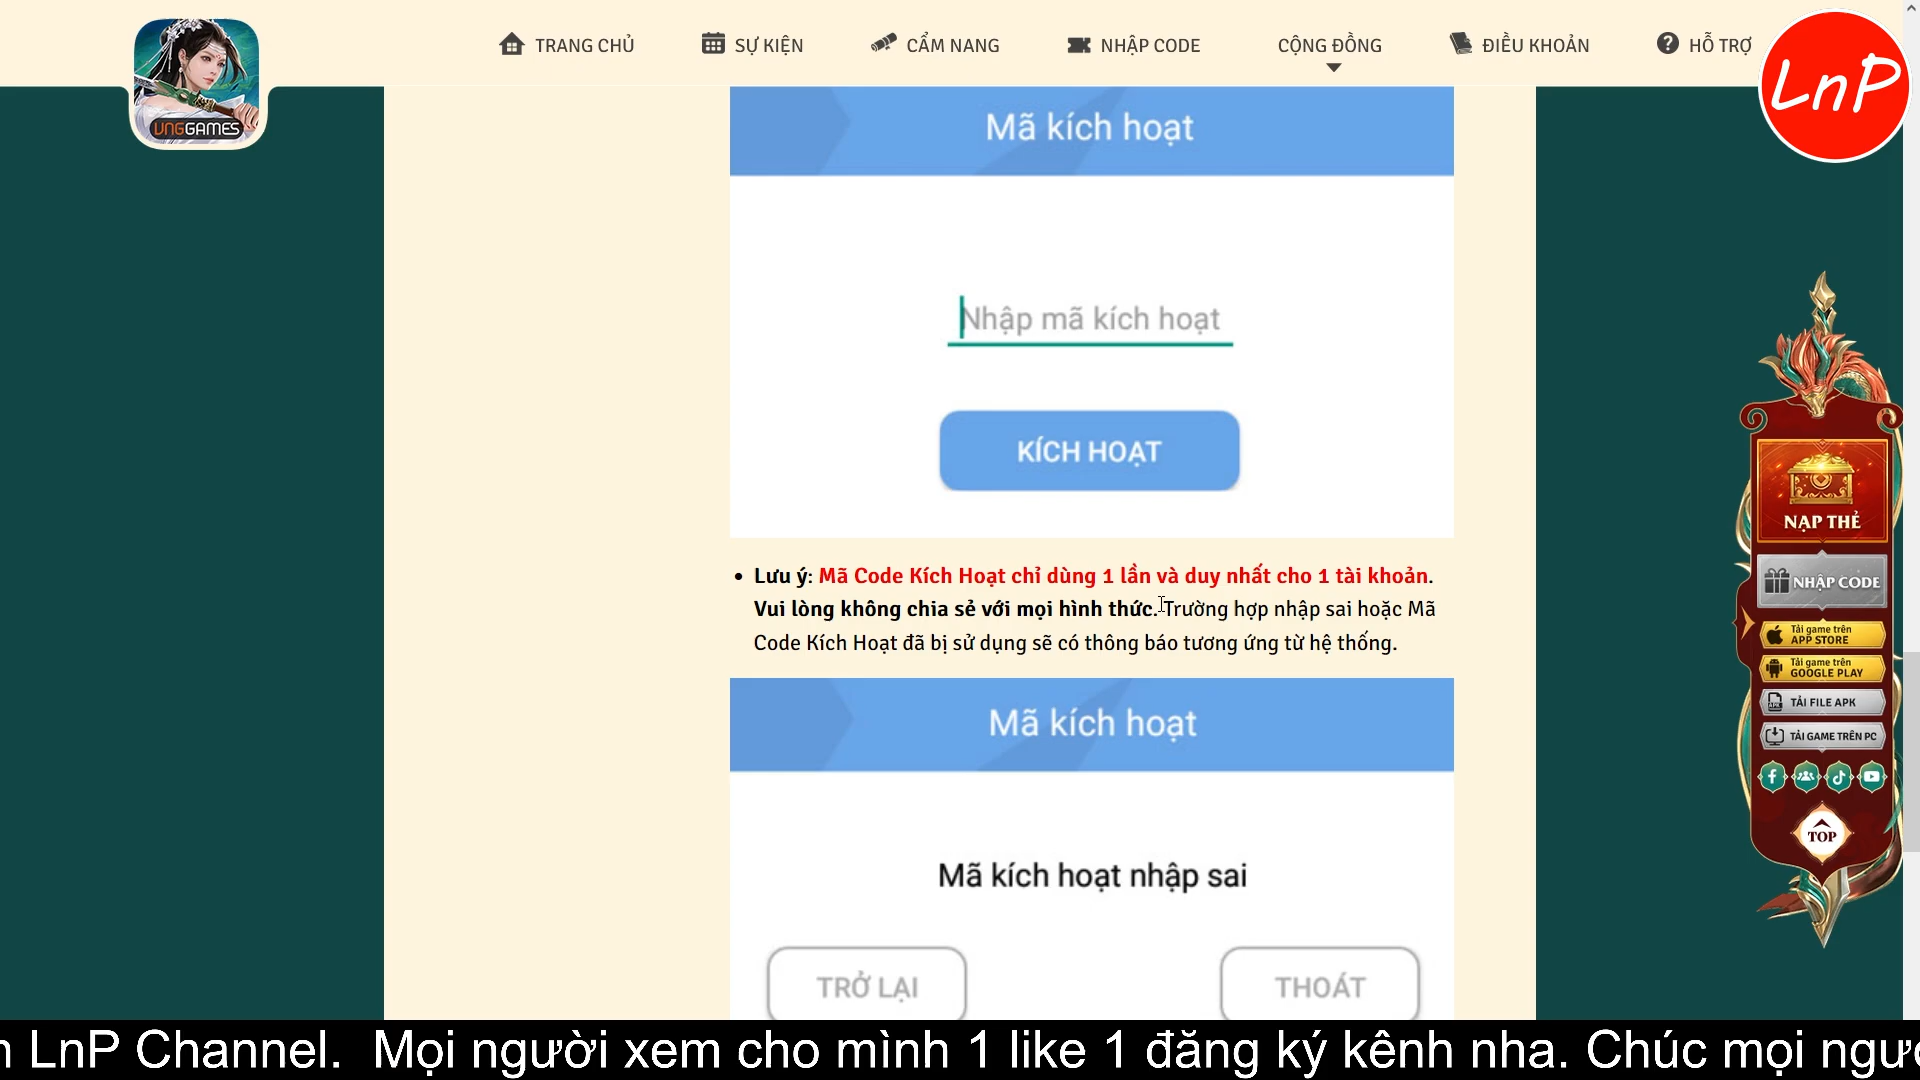 TRANG CHỦ
SỰ KIỆN
CẨM NANG
NHẬP CODE
CỘNG ĐỒNG
ĐIỀU KHOẢN
HỖ TRỢ
LnP
VNGGAMES
Mã kích hoạt
Nhập mã kích hoạt
KÍCH HOẠT
Lưu ý: Mã Code Kích Hoạt chỉ dùng 1 lần và duy nhất cho 1 tài khoản.
Vui lòng không chia sẻ với mọi hình thức. Trường hợp nhập sai hoặc Mã
Code Kích Hoạt đã bị sử dụng sẽ có thông báo tương ứng từ hệ thống.
Mã kích hoạt
Mã kích hoạt nhập sai
TRỞ LẠI
THOÁT
NẠP THẺ
NHẬP CODE
Tải game trên
APP STORE
Tải game trên
GOOGLE PLAY
TẢI FILE APK
TẢI GAME TRÊN PC
TOP
n LnP Channel. Mọi người xem cho mình 1 like 1 đăng ký kênh nha. Chúc mọi ngư